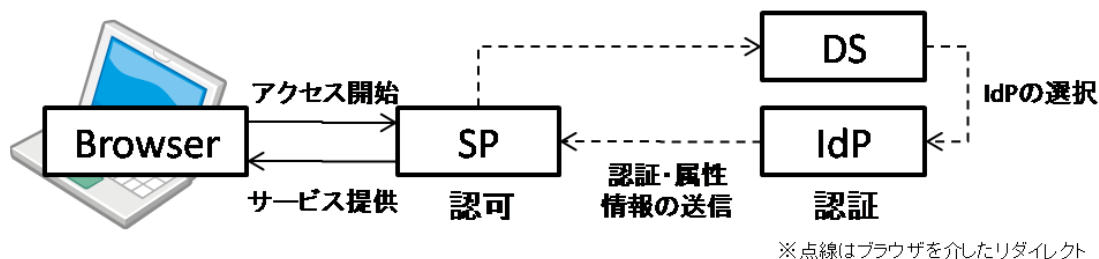 DS
アクセス開始
IdPの選択
Browser
SP
IdP
サービス提供
認可
認証・属性
情報の送信
認証
※点線はブラウザを介したリダイレクト